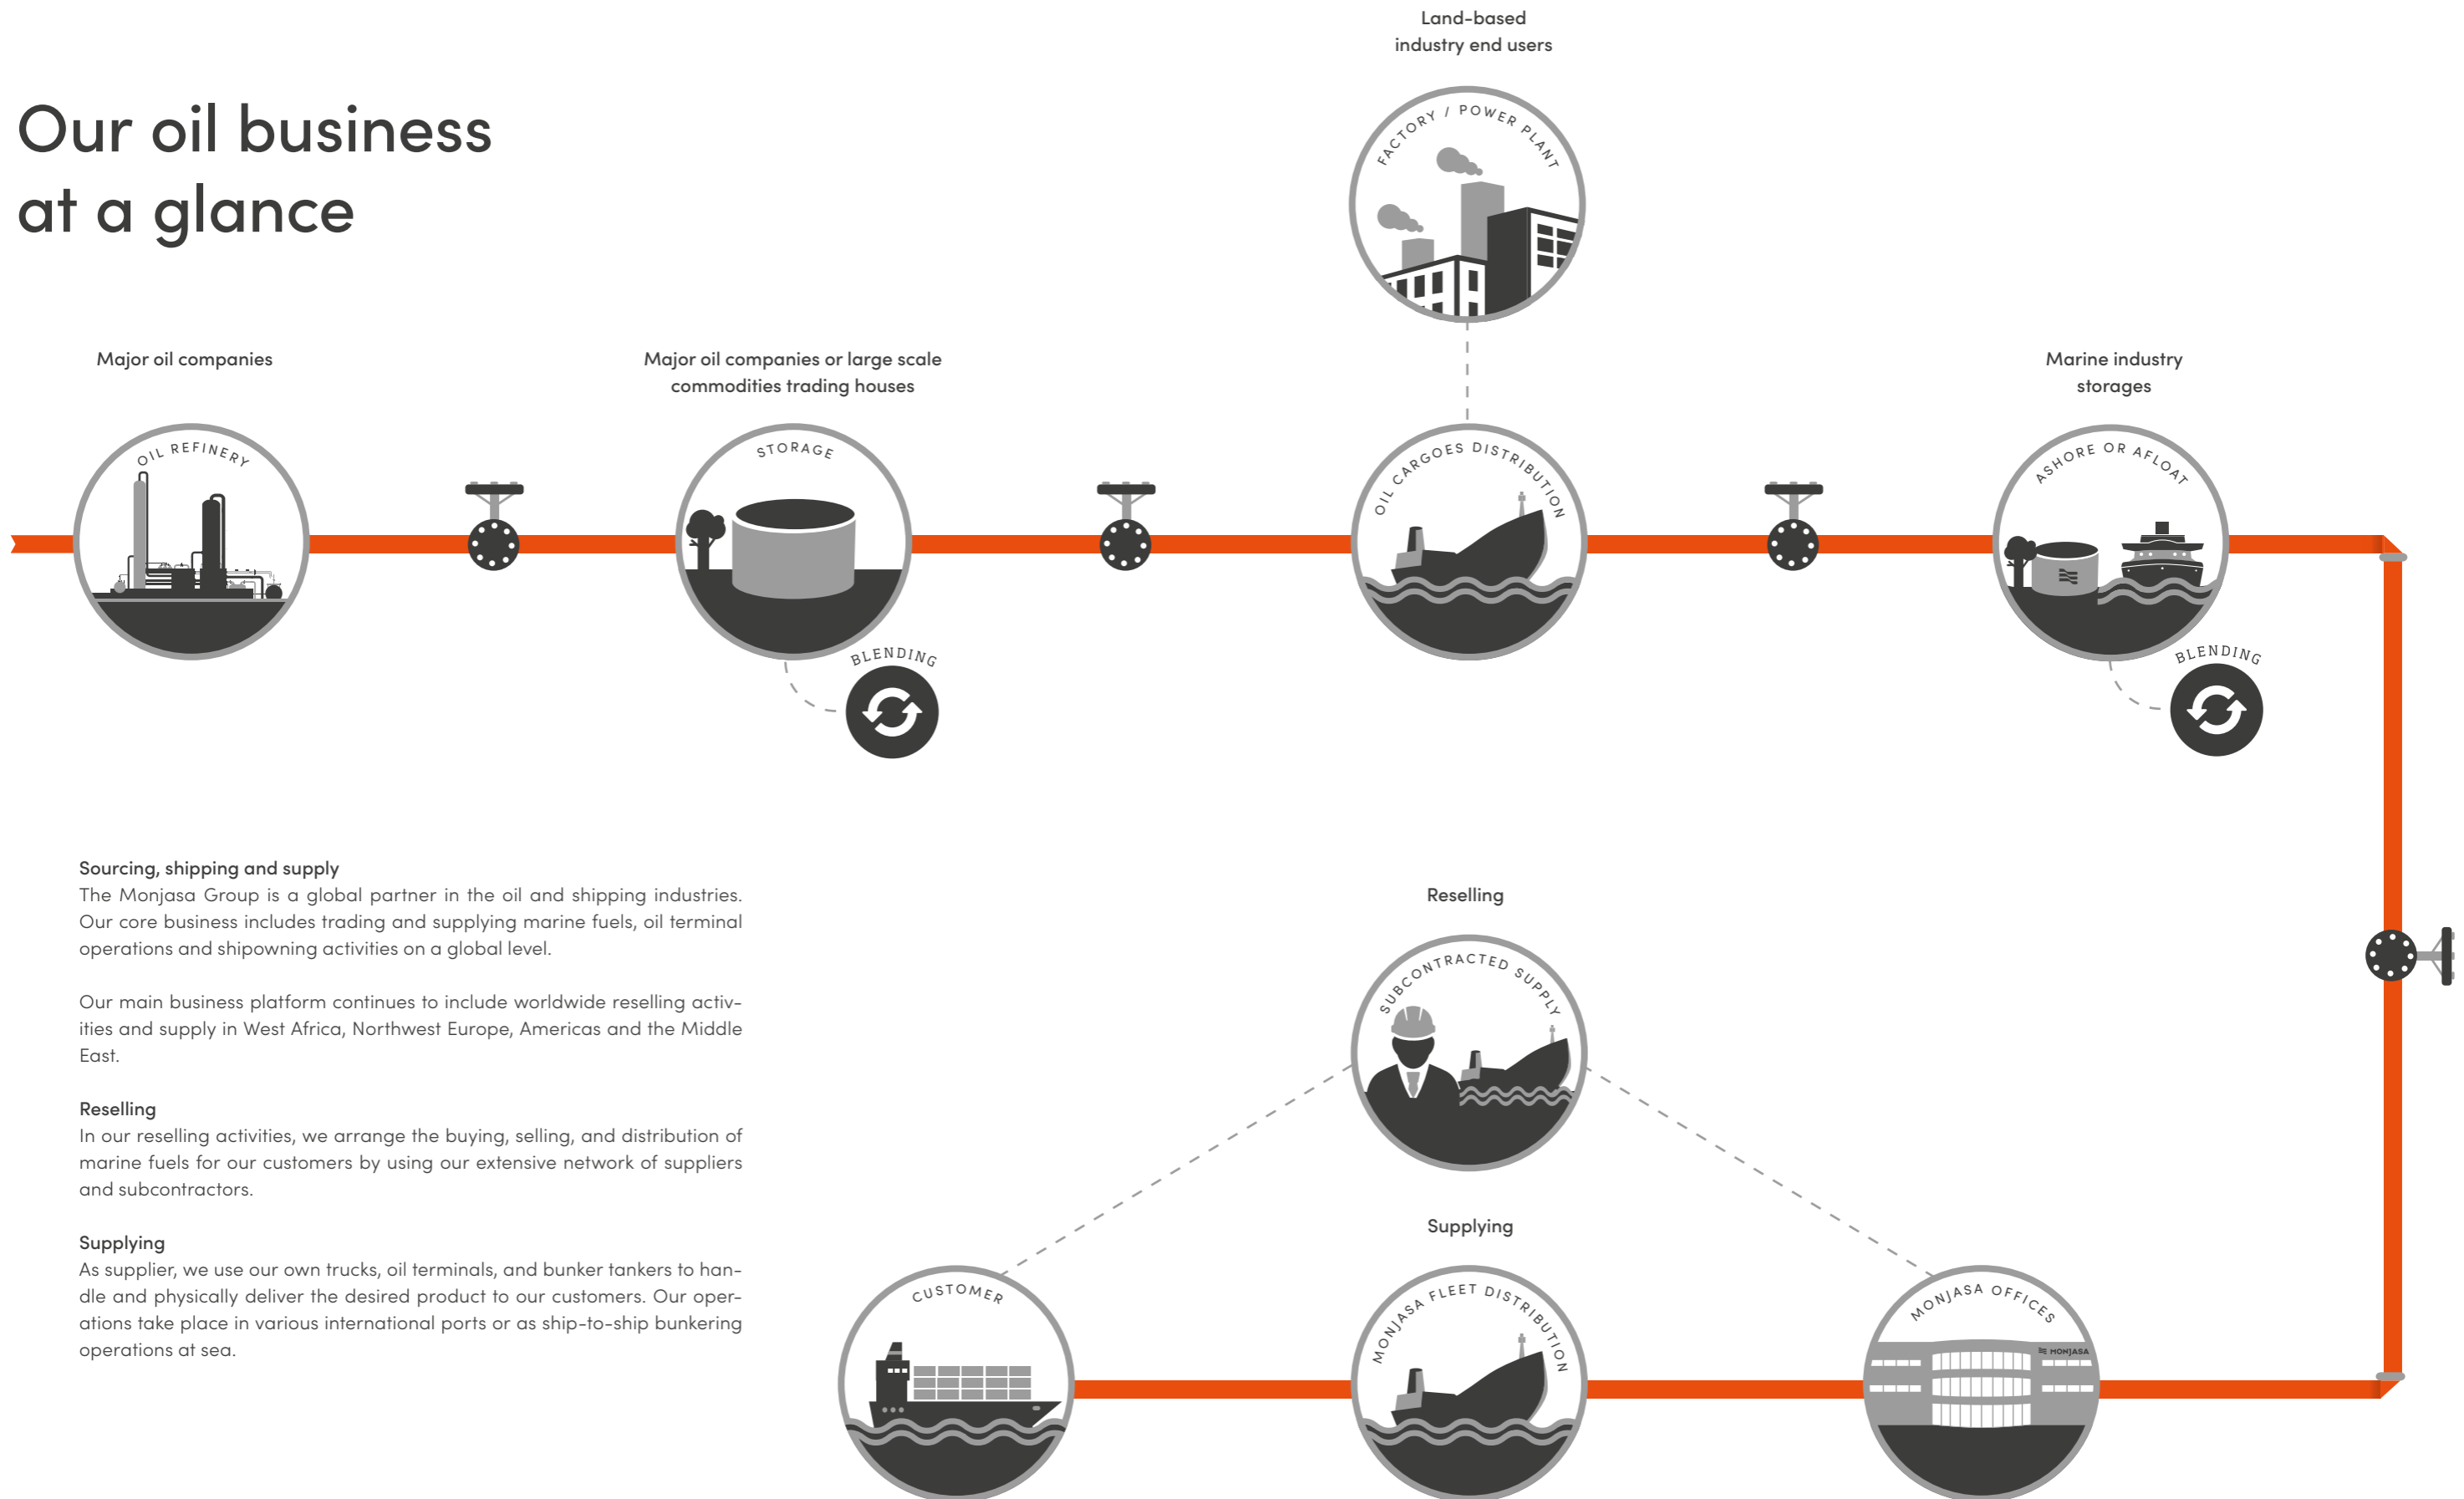 Our oil business
at a glance
Land-based
industry end users
FACTORY / POWER PLANT
Major oil companies
OIL REFINERY
Major oil companies or large scale
commodities trading houses
STORAGE
BLENDING
OIL CARGOES DISTRIBUTION
Marine industry
storages
ASHORE OR AFLOAT
BLENDING
Sourcing, shipping and supply
The Monjasa Group is a global partner in the oil and shipping industries.
Our core business includes trading and supplying marine fuels, oil terminal
operations and shipowning activities on a global level.
Our main business platform continues to include worldwide reselling activ-
ities and supply in West Africa, Northwest Europe, Americas and the Middle
East.
Reselling
In our reselling activities, we arrange the buying, selling, and distribution of
marine fuels for our customers by using our extensive network of suppliers
and subcontractors.
Supplying
As supplier, we use our own trucks, oil terminals, and bunker tankers to han-
dle and physically deliver the desired product to our customers. Our oper-
ations take place in various international ports or as ship-to-ship bunkering
operations at sea.
Reselling
SUBCONTRACTED SUPPLY
Supplying
CUSTOMER
MONJASA FLEET DISTRIBUTION
MONJASA OFFICES
MONJASA